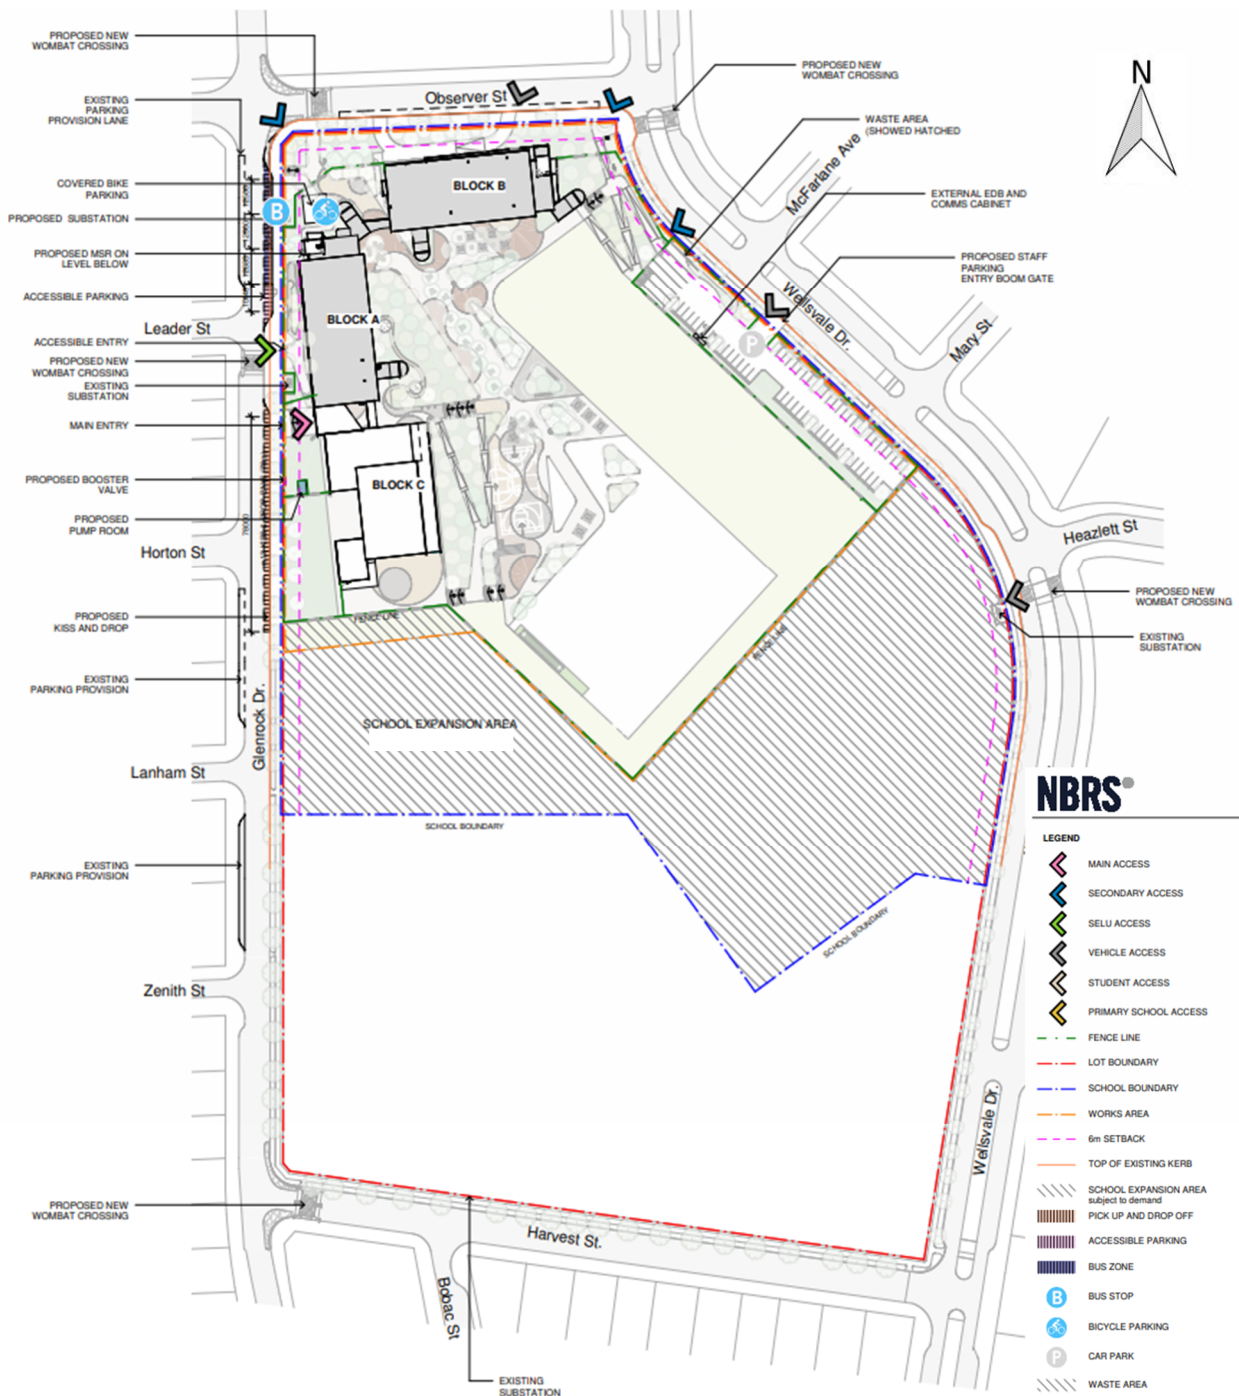 PROPOSED NEW
WOMBAT CROSSING
EXISTING
PARKING
PROVISION LANE
COVERED BIKE
PARKING
PROPOSED SUBSTATION
PROPOSED MSR ON
LEVEL BELOW
ACCESSIBLE PARKING
Leader St
ACCESSIBLE ENTRY
PROPOSED NEW
WOMBAT CROSSING
EXISTING
SUBSTATION
MAIN ENTRY
PROPOSED BOOSTER
VALVE
PROPOSED
PUMP ROOM
Horton St
PROPOSED
KISS AND DROP
EXISTING
PARKING PROVISION
Glenrock Dr.
Lanham St
EXISTING
PARKING PROVISION
Zenith St
PROPOSED NEW
WOMBAT CROSSING
Observer St
B
BLOCK B
BLOCK A
BLOCK C
78000
FENCE LINE
FENCE LINE
SCHOOL EXPANSION AREA
SCHOOL BOUNDARY
SCHOOL BOUNDARY
P
PROPOSED NEW
WOMBAT CROSSING
WASTE AREA
(SHOWED HATCHED
McFarlane Ave
EXTERNAL EDB AND
COMMS CABINET
PROPOSED STAFF
PARKING
ENTRY BOOM GATE
Wellsvale Dr.
Mary St
Heazlett St
PROPOSED NEW
WOMBAT CROSSING
EXISTING
SUBSTATION
Wellsvale Dr.
Harvest St.
Bobac St
EXISTING
SUBSTATION
N
NBRS
LEGEND
MAIN ACCESS
SECONDARY ACCESS
SELU ACCESS
VEHICLE ACCESS
STUDENT ACCESS
PRIMARY SCHOOL ACCESS
FENCE LINE
LOT BOUNDARY
SCHOOL BOUNDARY
WORKS AREA
6m SETBACK
TOP OF EXISTING KERB
SCHOOL EXPANSION AREA
subject to demand
PICK UP AND DROP OFF
ACCESSIBLE PARKING
BUS ZONE
B BUS STOP
BICYCLE PARKING
P CAR PARK
WASTE AREA